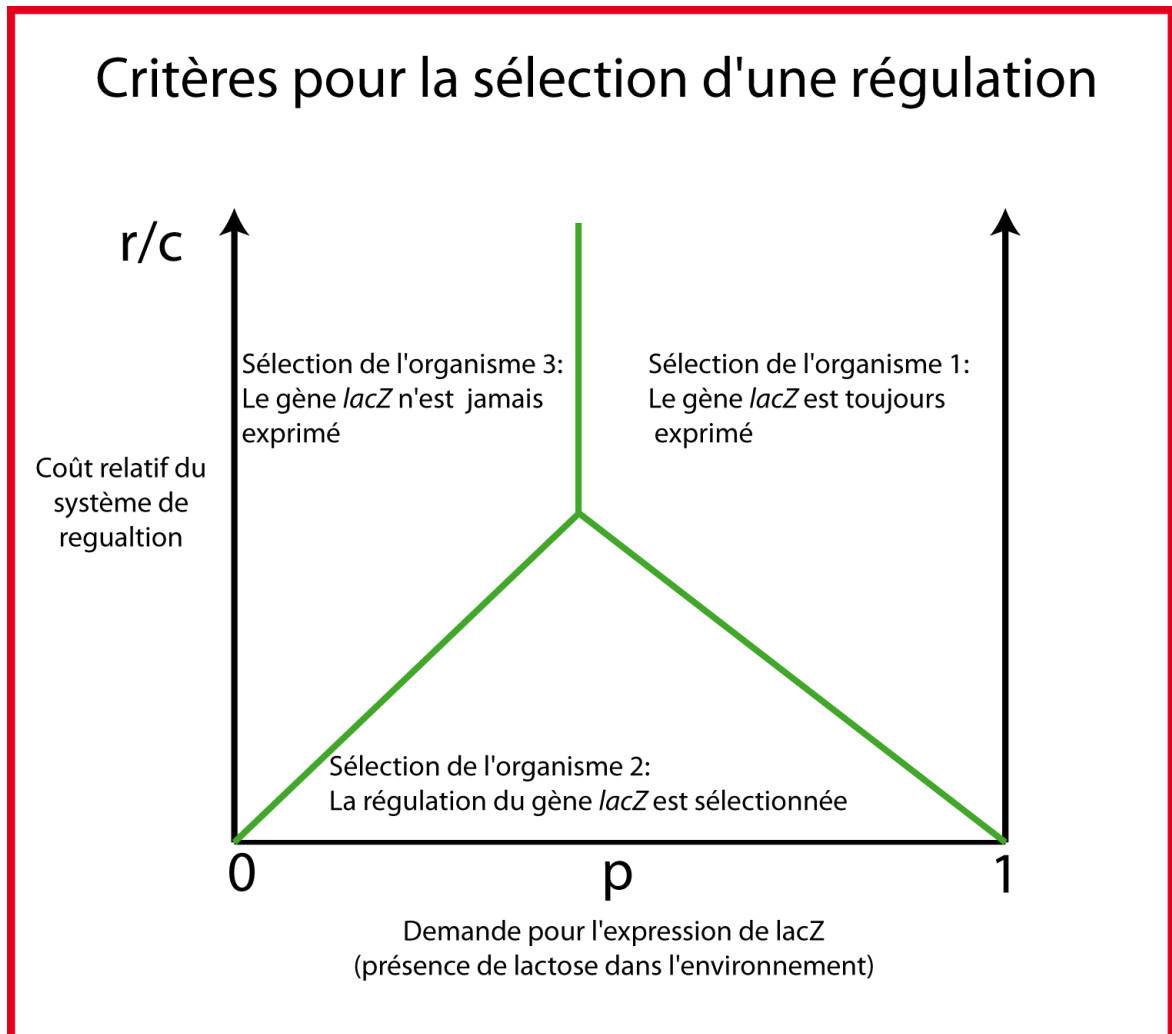 Critères pour la sélection d'une régulation
r/c
Sélection de l'organisme 3:
Le gène lacZ n'est jamais
exprimé
Sélection de l'organisme 1:
Le gène lacZ est toujours
exprimé
Coût relatif du
système de
regualtion
Sélection de l'organisme 2:
La régulation du gène lacZ est sélectionnée
0
p
1
Demande pour l'expression de lacZ
(présence de lactose dans l'environnement)